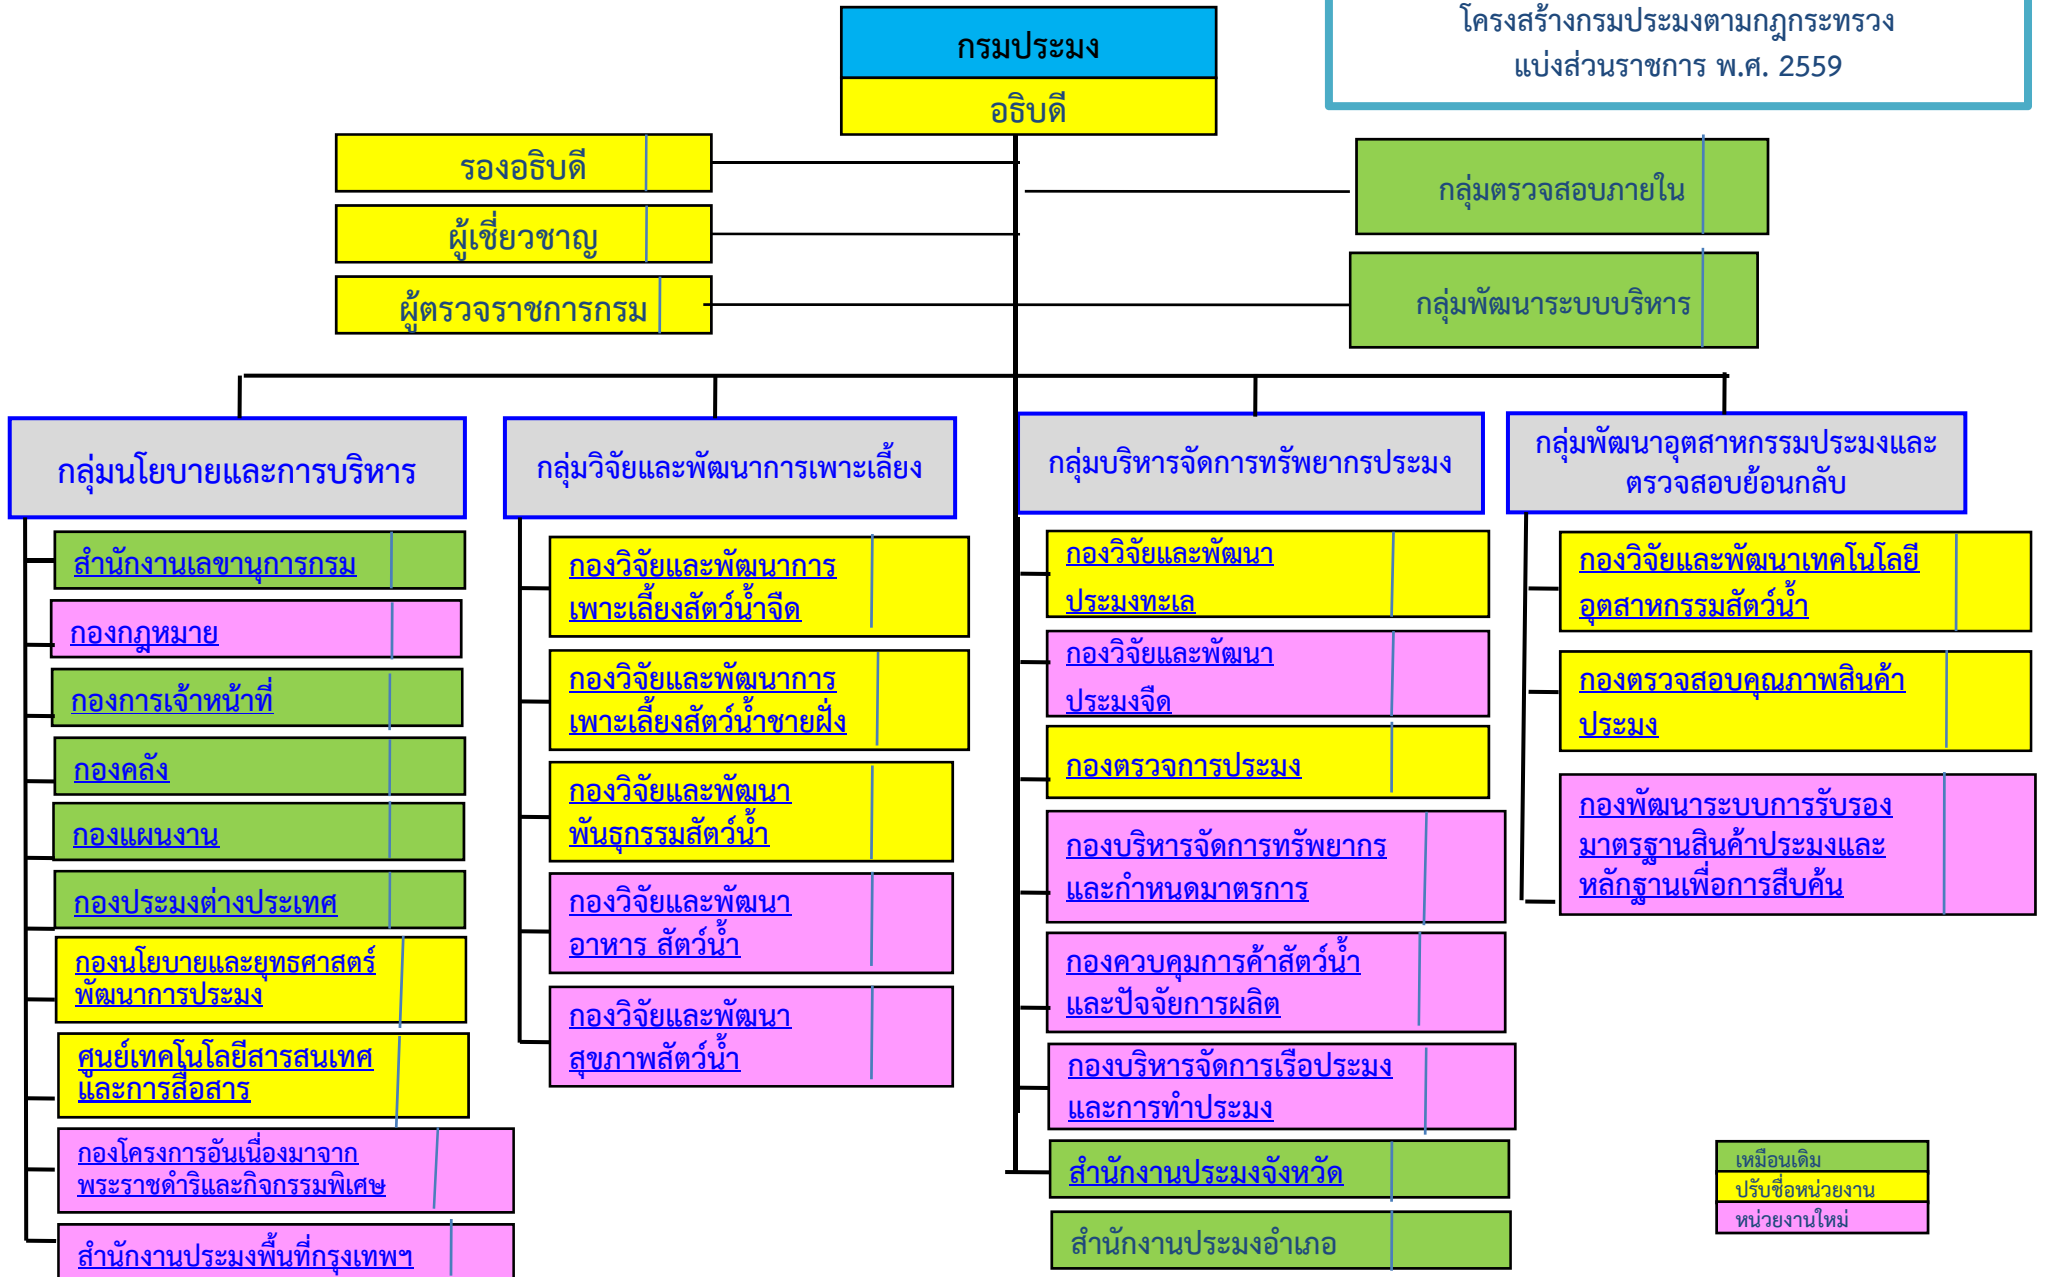 โครงสร้างกรมประมงตามกฎกระทรวง
แบ่งส่วนราชการ พ.ศ. 2559
กรมประมง
อธิบดี
รองอธิบดี
ผู้เชี่ยวชาญ
ผู้ตรวจราชการกรม
กลุ่มตรวจสอบภายใน
กลุ่มพัฒนาระบบบริหาร
กลุ่มนโยบายและการบริหาร
สำนักงานเลขานุการกรม
กองกฎหมาย
กองการเจ้าหน้าที่
กองคลัง
กองแผนงาน
กองประมงต่างประเทศ
กองนโยบายและยุทธศาสตร์
พัฒนาการประมง
ศูนย์เทคโนโลยีสารสนเทศ
และการสื่อสาร
กองโครงการอันเนื่องมาจาก
พระราชดำริและกิจกรรมพิเศษ
สำนักงานประมงพื้นที่กรุงเทพฯ
กลุ่มวิจัยและพัฒนาการเพาะเลี้ยง
กองวิจัยและพัฒนาการ
เพาะเลี้ยงสัตว์น้ำจืด
กองวิจัยและพัฒนาการ
เพาะเลี้ยงสัตว์น้ำชายฝั่ง
กองวิจัยและพัฒนา
พันธุกรรมสัตว์น้ำ
กองวิจัยและพัฒนา
อาหาร สัตว์น้ำ
กองวิจัยและพัฒนา
สุขภาพสัตว์น้ำ
กลุ่มบริหารจัดการทรัพยากรประมง
กองวิจัยและพัฒนา
ประมงทะเล
กองวิจัยและพัฒนา
ประมงจืด
กองตรวจการประมง
กองบริหารจัดการทรัพยากร
และกำหนดมาตรการ
กองควบคุมการค้าสัตว์น้ำ
และปัจจัยการผลิต
กองบริหารจัดการเรือประมง
และการทำประมง
สำนักงานประมงจังหวัด
สำนักงานประมงอำเภอ
กลุ่มพัฒนาอุตสาหกรรมประมงและ
ตรวจสอบย้อนกลับ
กองวิจัยและพัฒนาเทคโนโลยี
อุตสาหกรรมสัตว์น้ำ
กองตรวจสอบคุณภาพสินค้า
ประมง
กองพัฒนาระบบการรับรอง
มาตรฐานสินค้าประมงและ
หลักฐานเพื่อการสืบค้น
เหมือนเดิม
ปรับชื่อหน่วยงาน
หน่วยงานใหม่